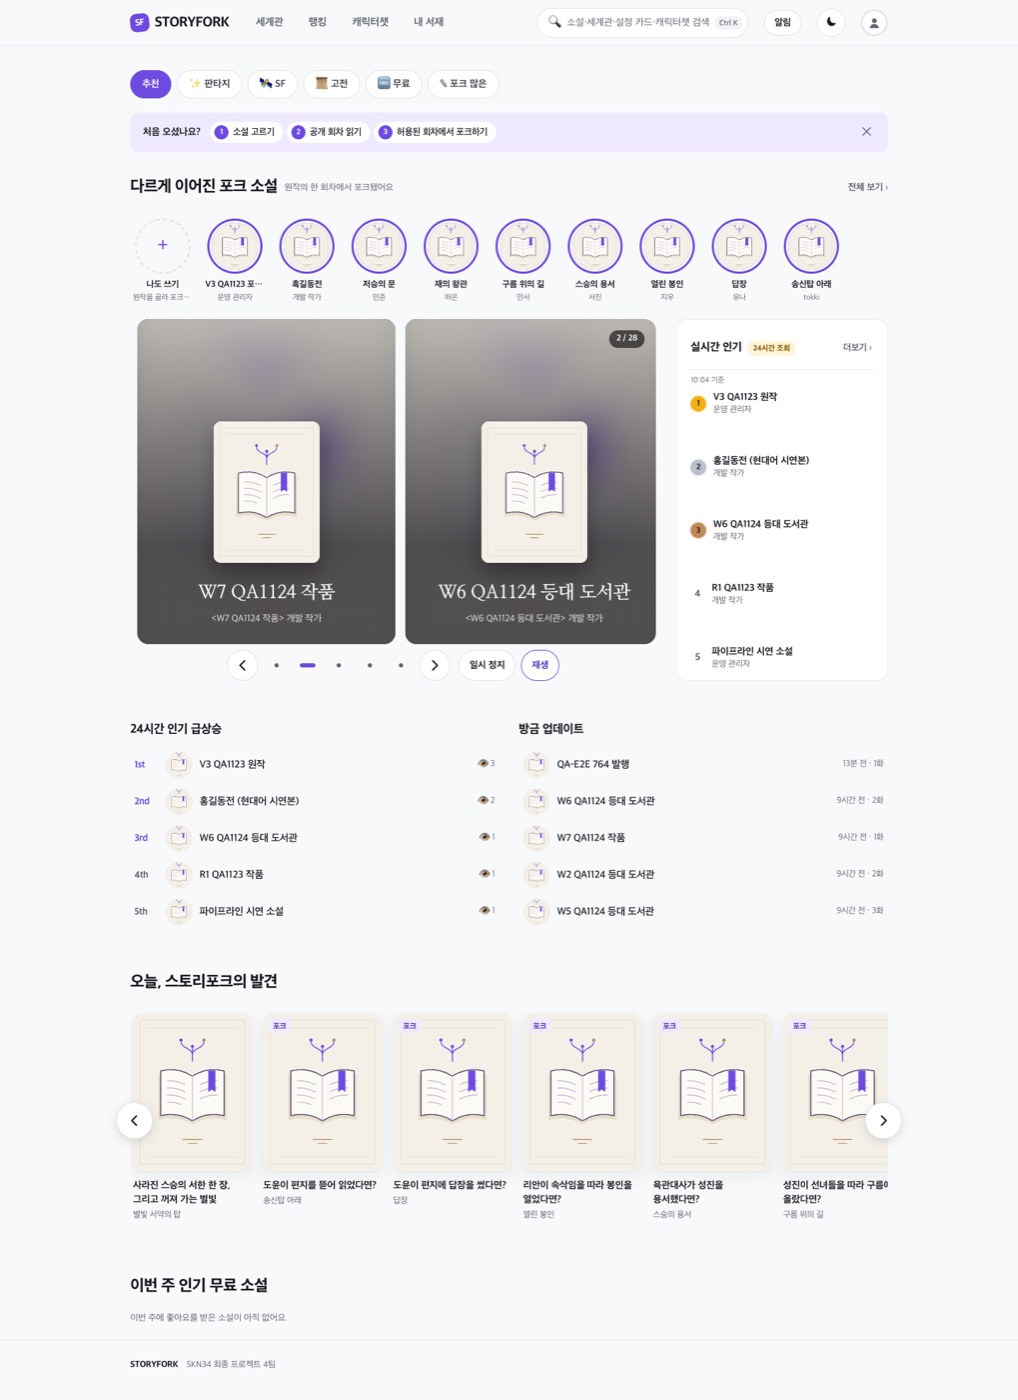 SF STORYFORK
세계관
랭킹
캐릭터챗
내 서재
소설·세계관·설정 카드·캐릭터챗 검색
Ctrl K
알림
추천
판타지
SF
고전
무료
포크 많은
처음 오셨나요?
1 소설 고르기
2 공개 회차 읽기
3 허용된 회차에서 포크하기
다르게 이어진 포크 소설
원작의 한 회차에서 포크됐어요
전체 보기 ›
+
나도 쓰기
원작을 골라 포크…
V3 QA1123 포…
운영 관리자
흑길동전
개발 작가
저승의 문
민준
재의 왕관
하은
구름 위의 길
민서
스승의 용서
서진
열린 봉인
지우
답장
유나
송신탑 아래
tokki
W7 QA1124 작품
<W7 QA1124 작품> 개발 작가
2 / 28
W6 QA1124 등대 도서관
<W6 QA1124 등대 도서관> 개발 작가
일시 정지
재생
실시간 인기
24시간 조회
더보기 ›
10:04 기준
1
V3 QA1123 원작
운영 관리자
2
홍길동전 (현대어 시연본)
개발 작가
3
W6 QA1124 등대 도서관
개발 작가
4
R1 QA1123 작품
개발 작가
5
파이프라인 시연 소설
운영 관리자
24시간 인기 급상승
1st V3 QA1123 원작 3
2nd 홍길동전 (현대어 시연본) 2
3rd W6 QA1124 등대 도서관 1
4th R1 QA1123 작품 1
5th 파이프라인 시연 소설 1
방금 업데이트
QA-E2E 764 발행 13분 전 · 1화
W6 QA1124 등대 도서관 9시간 전 · 2화
W7 QA1124 작품 9시간 전 · 1화
W2 QA1124 등대 도서관 9시간 전 · 2화
W5 QA1124 등대 도서관 9시간 전 · 3화
오늘, 스토리포크의 발견
사라진 스승의 서한 한 장,
그리고 꺼져 가는 별빛
별빛 서약의 탑
포크
도윤이 편지를 뜯어 읽었다면?
송신탑 아래
포크
도윤이 편지에 답장을 썼다면?
답장
포크
리안이 속삭임을 따라 봉인을
열었다면?
열린 봉인
포크
육관대사가 성진을
용서했다면?
스승의 용서
포크
성진이 선녀들을 따라 구름
올랐다면?
구름 위의 길
이번 주 인기 무료 소설
이번 주에 좋아요를 받은 소설이 아직 없어요.
STORYFORK SKN34 최종 프로젝트 4팀